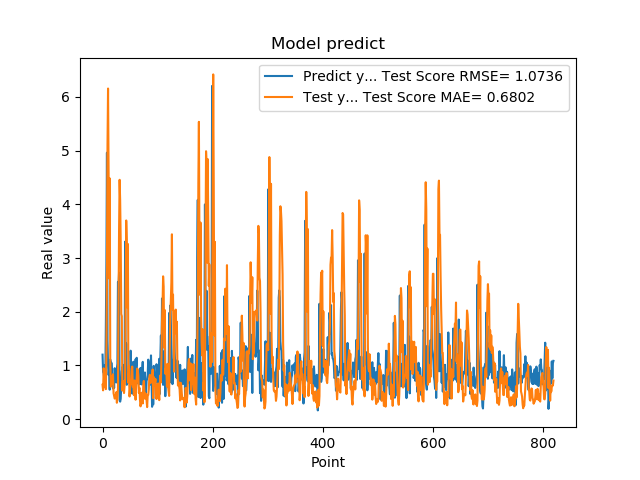 Model predict
Predict y... Test Score RMSE= 1.0736
Test y... Test Score MAE= 0.6802
Real value
6
5
4
3
2
1
0
0 200 400 600 800
Point